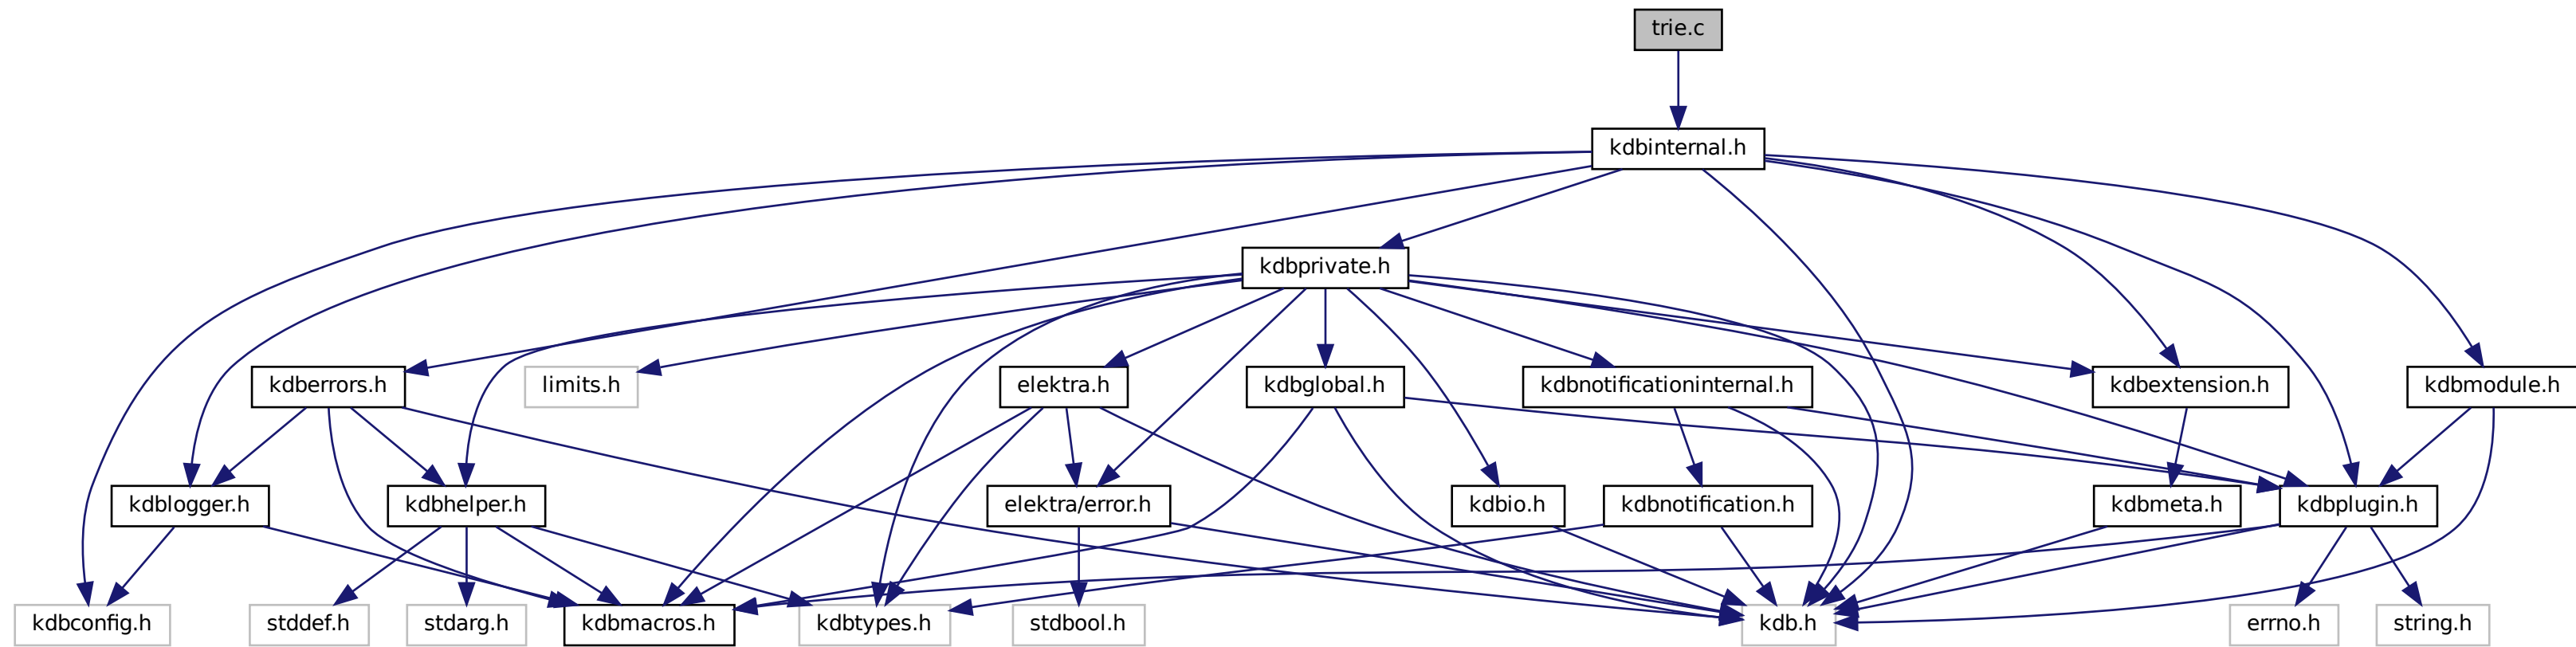 trie.c
kdbinternal.h
kdbprivate.h
kdberrors.h
limits.h
elektra.h
kdbglobal.h
kdbnotificationinternal.h
kdbextension.h
kdbmodule.h
kdblogger.h
kdbhelper.h
elektra/error.h
kdbio.h
kdbnotification.h
kdbmeta.h
kdbplugin.h
kdbconfig.h
stddef.h
stdarg.h
kdbmacros.h
kdbtypes.h
stdbool.h
kdb.h
errno.h
string.h